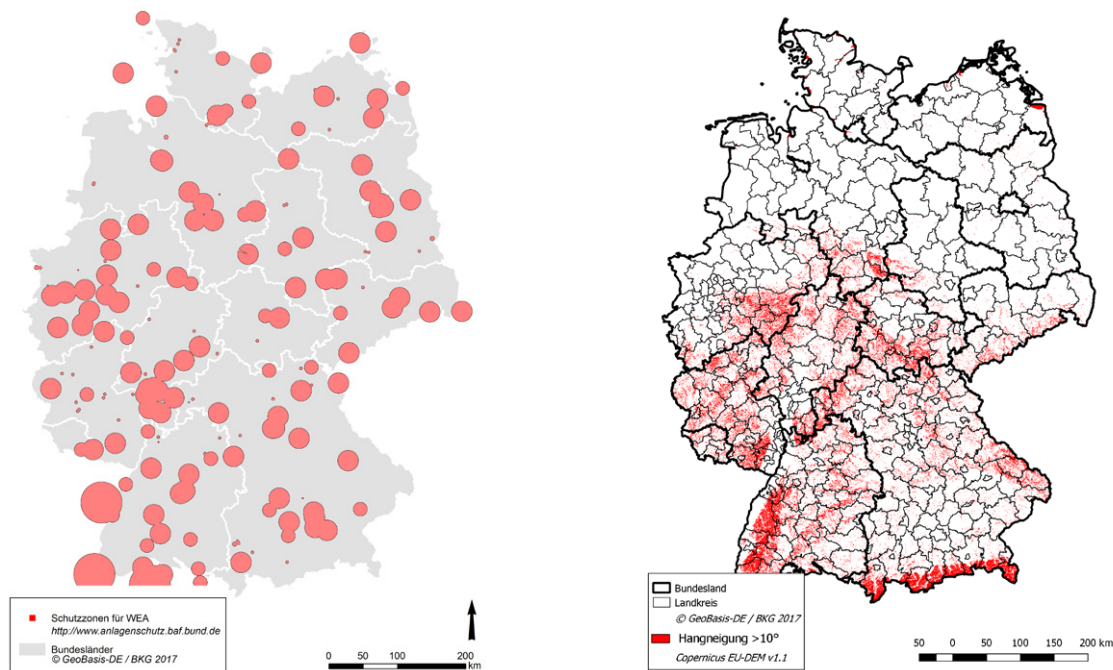 Schutzzonen für WEA
http://www.anlagenschutz.baf.bund.de
Bundesländer
© GeoBasis-DE / BKG 2017
0 100 200
km
Bundesland
Landkreis
© GeoBasis-DE / BKG 2017
Hangneigung >10°
Copernicus EU-DEM v1.1
50 0 50 100 150 200 km